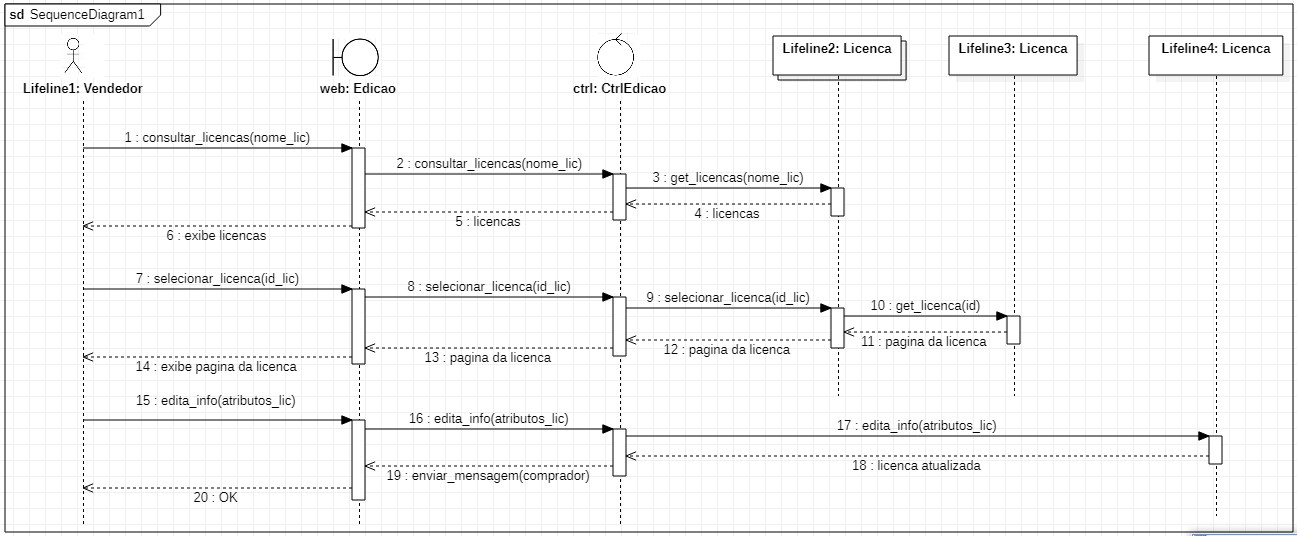 sd SequenceDiagram1
Lifeline1: Vendedor
web: Edicao
ctrl: CtrlEdicao
Lifeline2: Licenca
Lifeline3: Licenca
Lifeline4: Licenca
1 : consultar_licencas(nome_lic)
2 : consultar_licencas(nome_lic)
3 : get_licencas(nome_lic)
4 : licencas
5 : licencas
6 : exibe licencas
7 : selecionar_licenca(id_lic)
8 : selecionar_licenca(id_lic)
9 : selecionar_licenca(id_lic)
10 : get_licenca(id)
11 : pagina da licenca
12 : pagina da licenca
13 : pagina da licenca
14 : exibe pagina da licenca
15 : edita_info(atributos_lic)
16 : edita_info(atributos_lic)
17 : edita_info(atributos_lic)
18 : licenca atualizada
19 : enviar_mensagem(comprador)
20 : OK